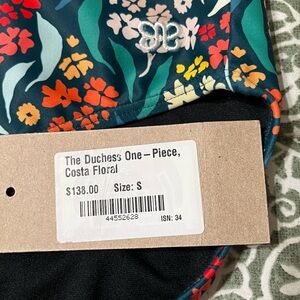 The Duchess One-Piece,
Costa Floral
$138.00 Size: S
44552628
ISN: 34